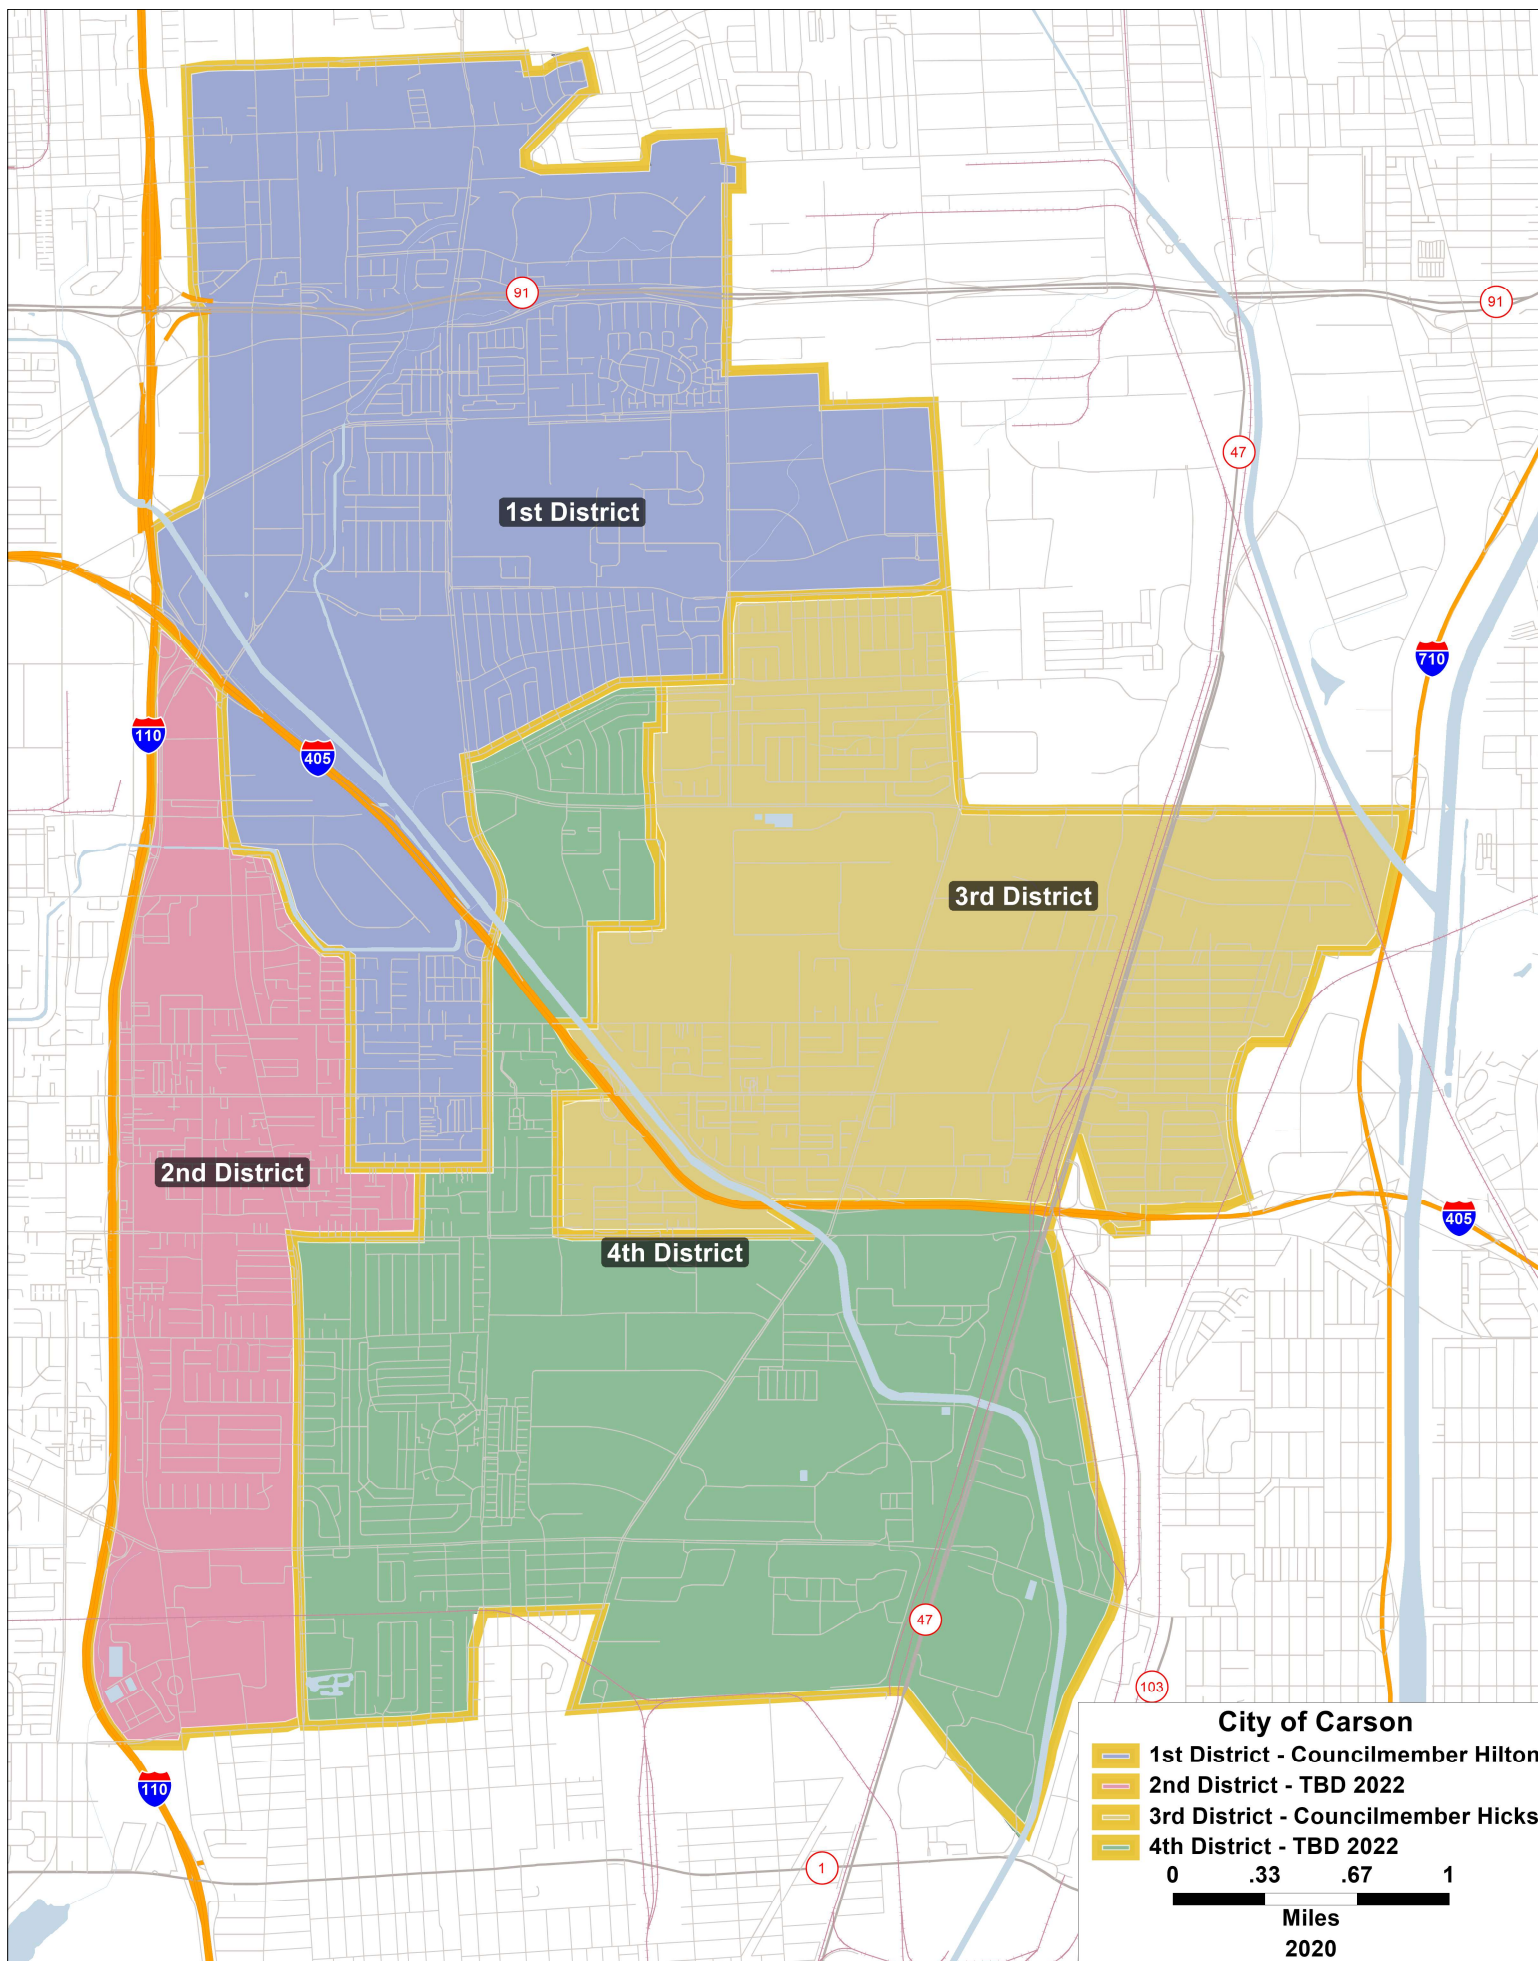 91
91
47
1st District
710
110
405
3rd District
2nd District
405
4th District
47
103
City of Carson
1st District - Councilmember Hilton
2nd District - TBD 2022
3rd District - Councilmember Hicks
4th District - TBD 2022
0 .33 .67 1
Miles
2020
110
1